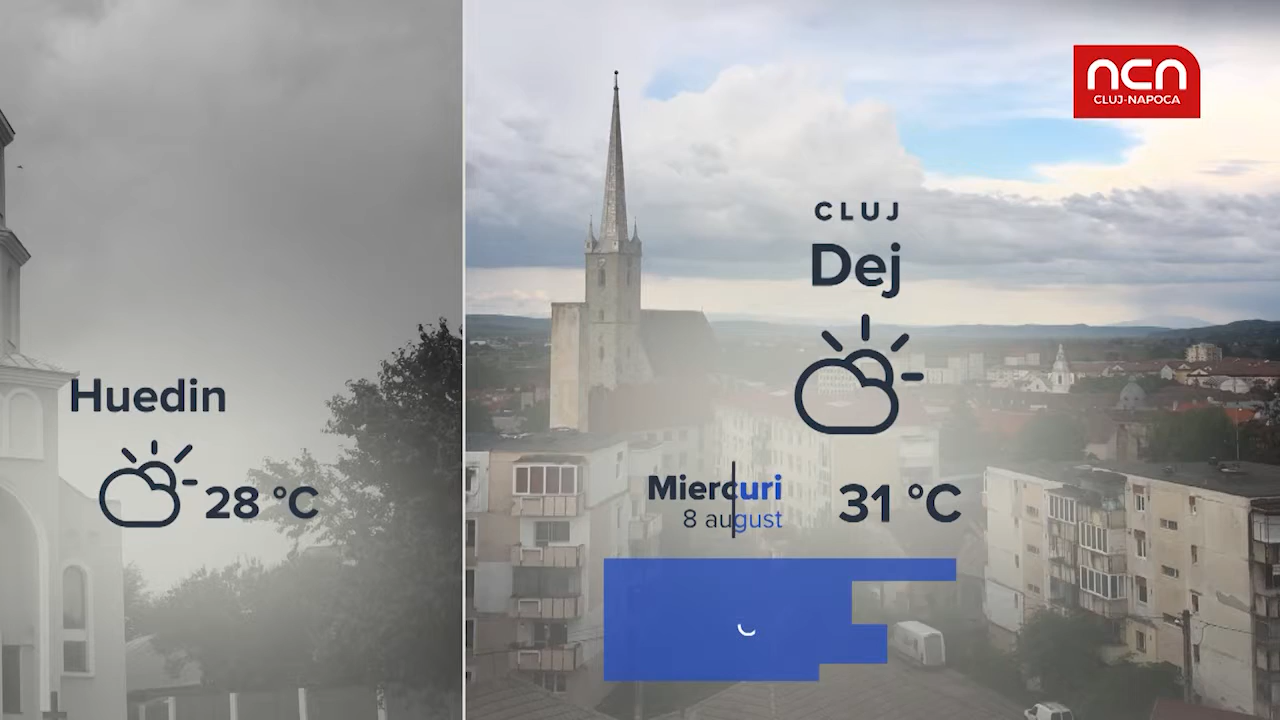 ncn
CLUJ-NAPOCA
CLUJ
Dej
Huedin
28 °C
Miercuri
8 august
31 °C